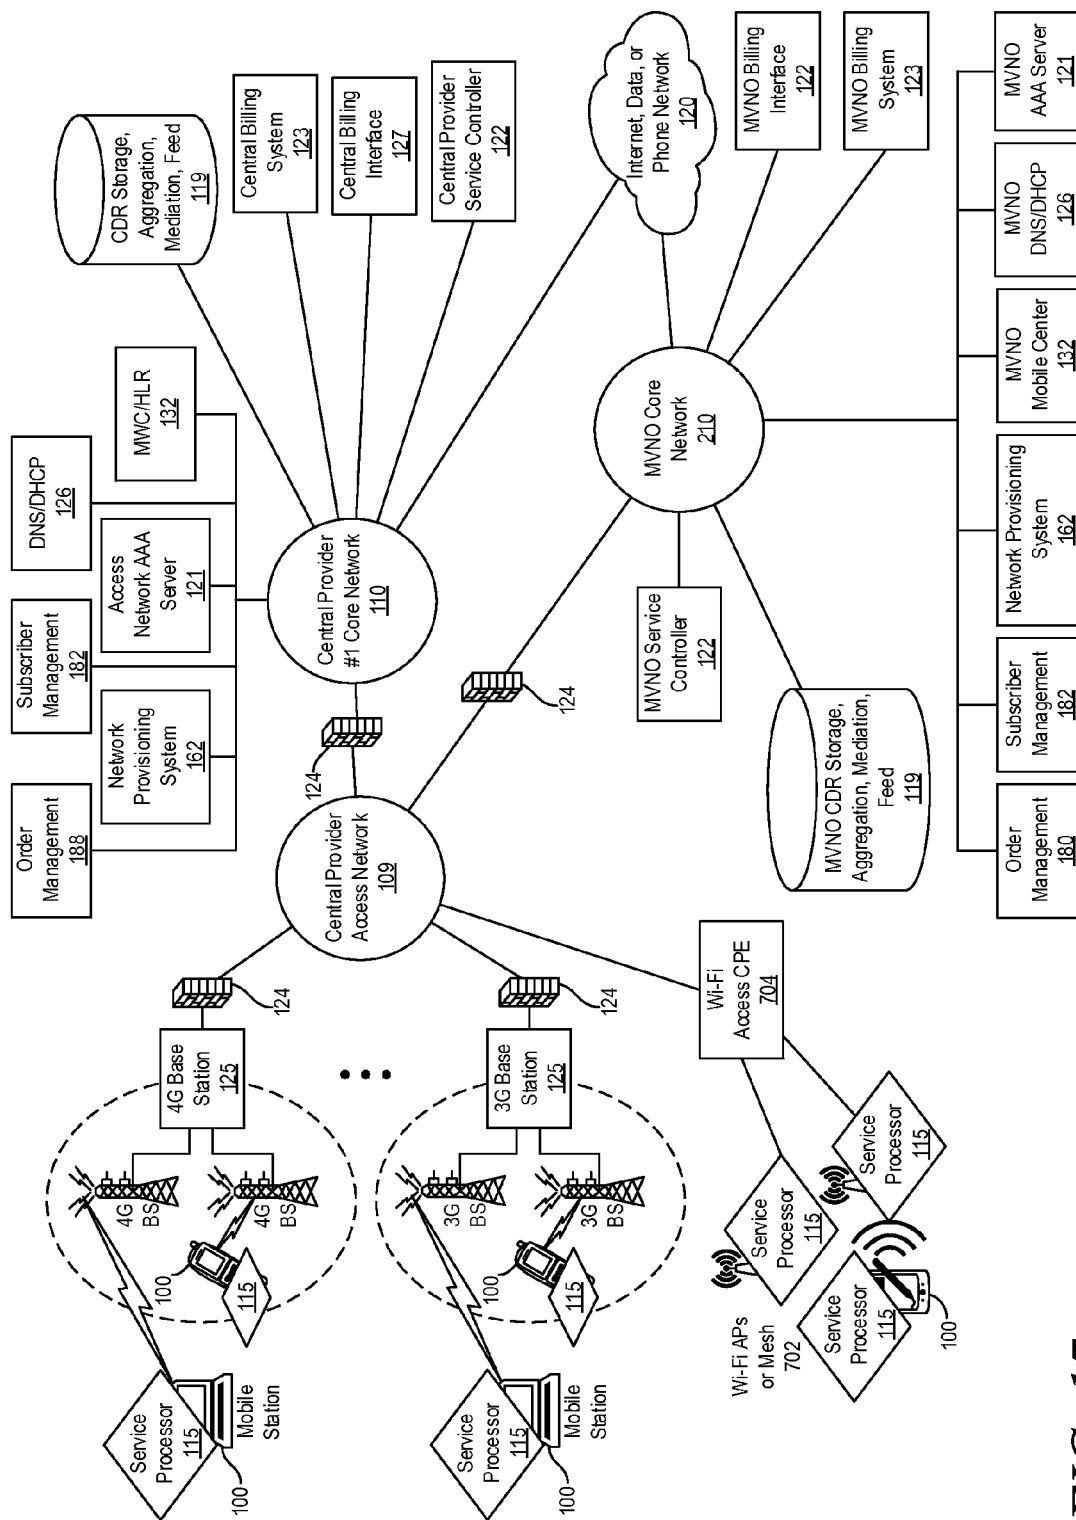 Order
Management
188
Network
Provisioning
System
162
Subscriber
Management
182
Access
Network AAA
Server
121
DNS/DHCP
126
MWC/HLR
132
CDR Storage,
Aggregation,
Mediation, Feed
119
Central Billing
System
123
Central Billing
Interface
127
Central Provider
Service Controller
122
Central Provider
#1 Core Network
110
124
124
Central Provider
Access Network
109
Internet, Data, or
Phone Network
120
MVNO Billing
Interface
122
MVNO Billing
System
123
MVNO Core
Network
210
MVNO Service
Controller
122
MVNO CDR Storage,
Aggregation, Mediation,
Feed
119
Order
Management
180
Subscriber
Management
182
Network Provisioning
System
162
MVNO
Mobile Center
132
MVNO
DNS/DHCP
126
MVNO
AAA Server
121
124
4G Base
Station
125
4G
BS
4G
BS
100
115
Service
Processor
115
100
Mobile
Station
124
3G Base
Station
125
3G
BS
3G
BS
100
115
Service
Processor
115
100
Mobile
Station
Wi-Fi
Access CPE
704
Service
Processor
115
Service
Processor
115
Wi-Fi APs
or Mesh
702
Service
Processor
115
100